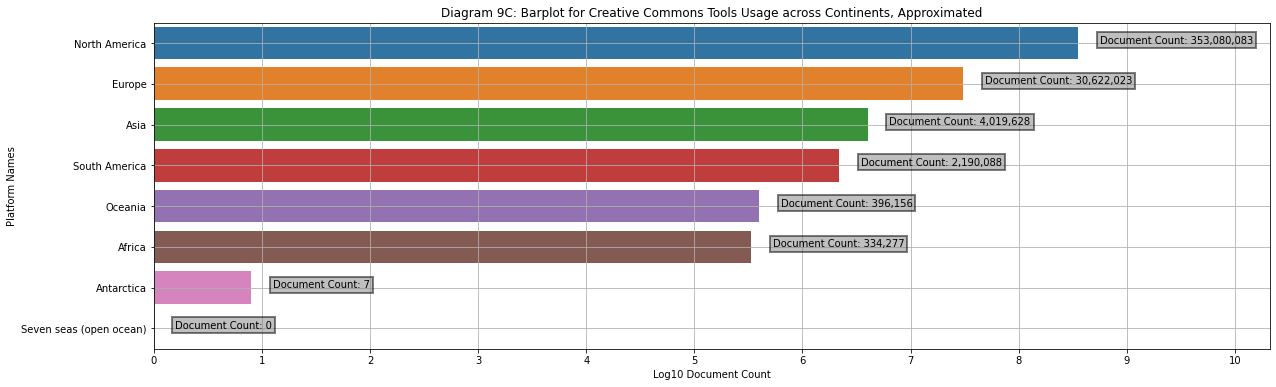 Diagram 9C: Barplot for Creative Commons Tools Usage across Continents, Approximated
Platform Names
North America
Document Count: 353,080,083
Europe
Document Count: 30,622,023
Asia
Document Count: 4,019,628
South America
Document Count: 2,190,088
Oceania
Document Count: 396,156
Africa
Document Count: 334,277
Antarctica
Document Count: 7
Seven seas (open ocean)
Document Count: 0
0 1 2 3 4 5 6 7 8 9 10
Log10 Document Count